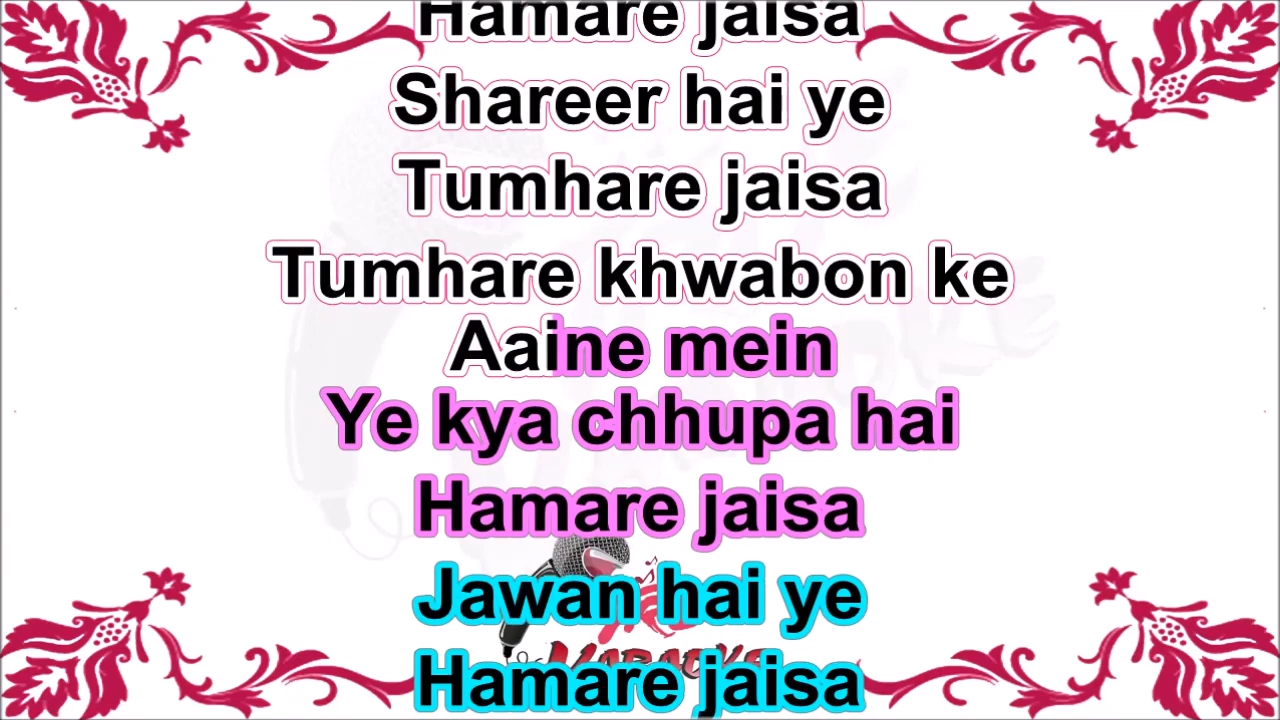 Hamare jaisa
Shareer hai ye
Tumhare jaisa
Tumhare khwabon ke
Aaine mein
Ye kya chhupa hai
Hamare jaisa
Jawan hai ye
Hamare jaisa